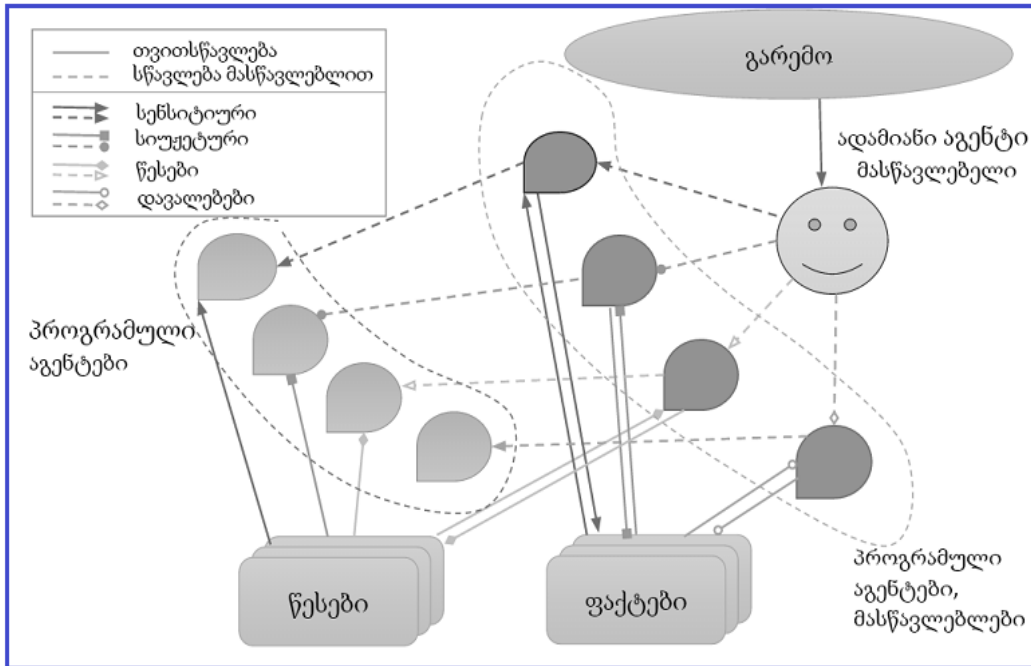 თვითსწავლება
სწავლება მასწავლებლით
სენსიტიური
სიუჟეტური
წესები
დავალებები
გარემო
ადამიანი აგენტი
მასწავლებელი
პროგრამული
აგენტები
წესები
ფაქტები
პროგრამული
აგენტები,
მასწავლებლები